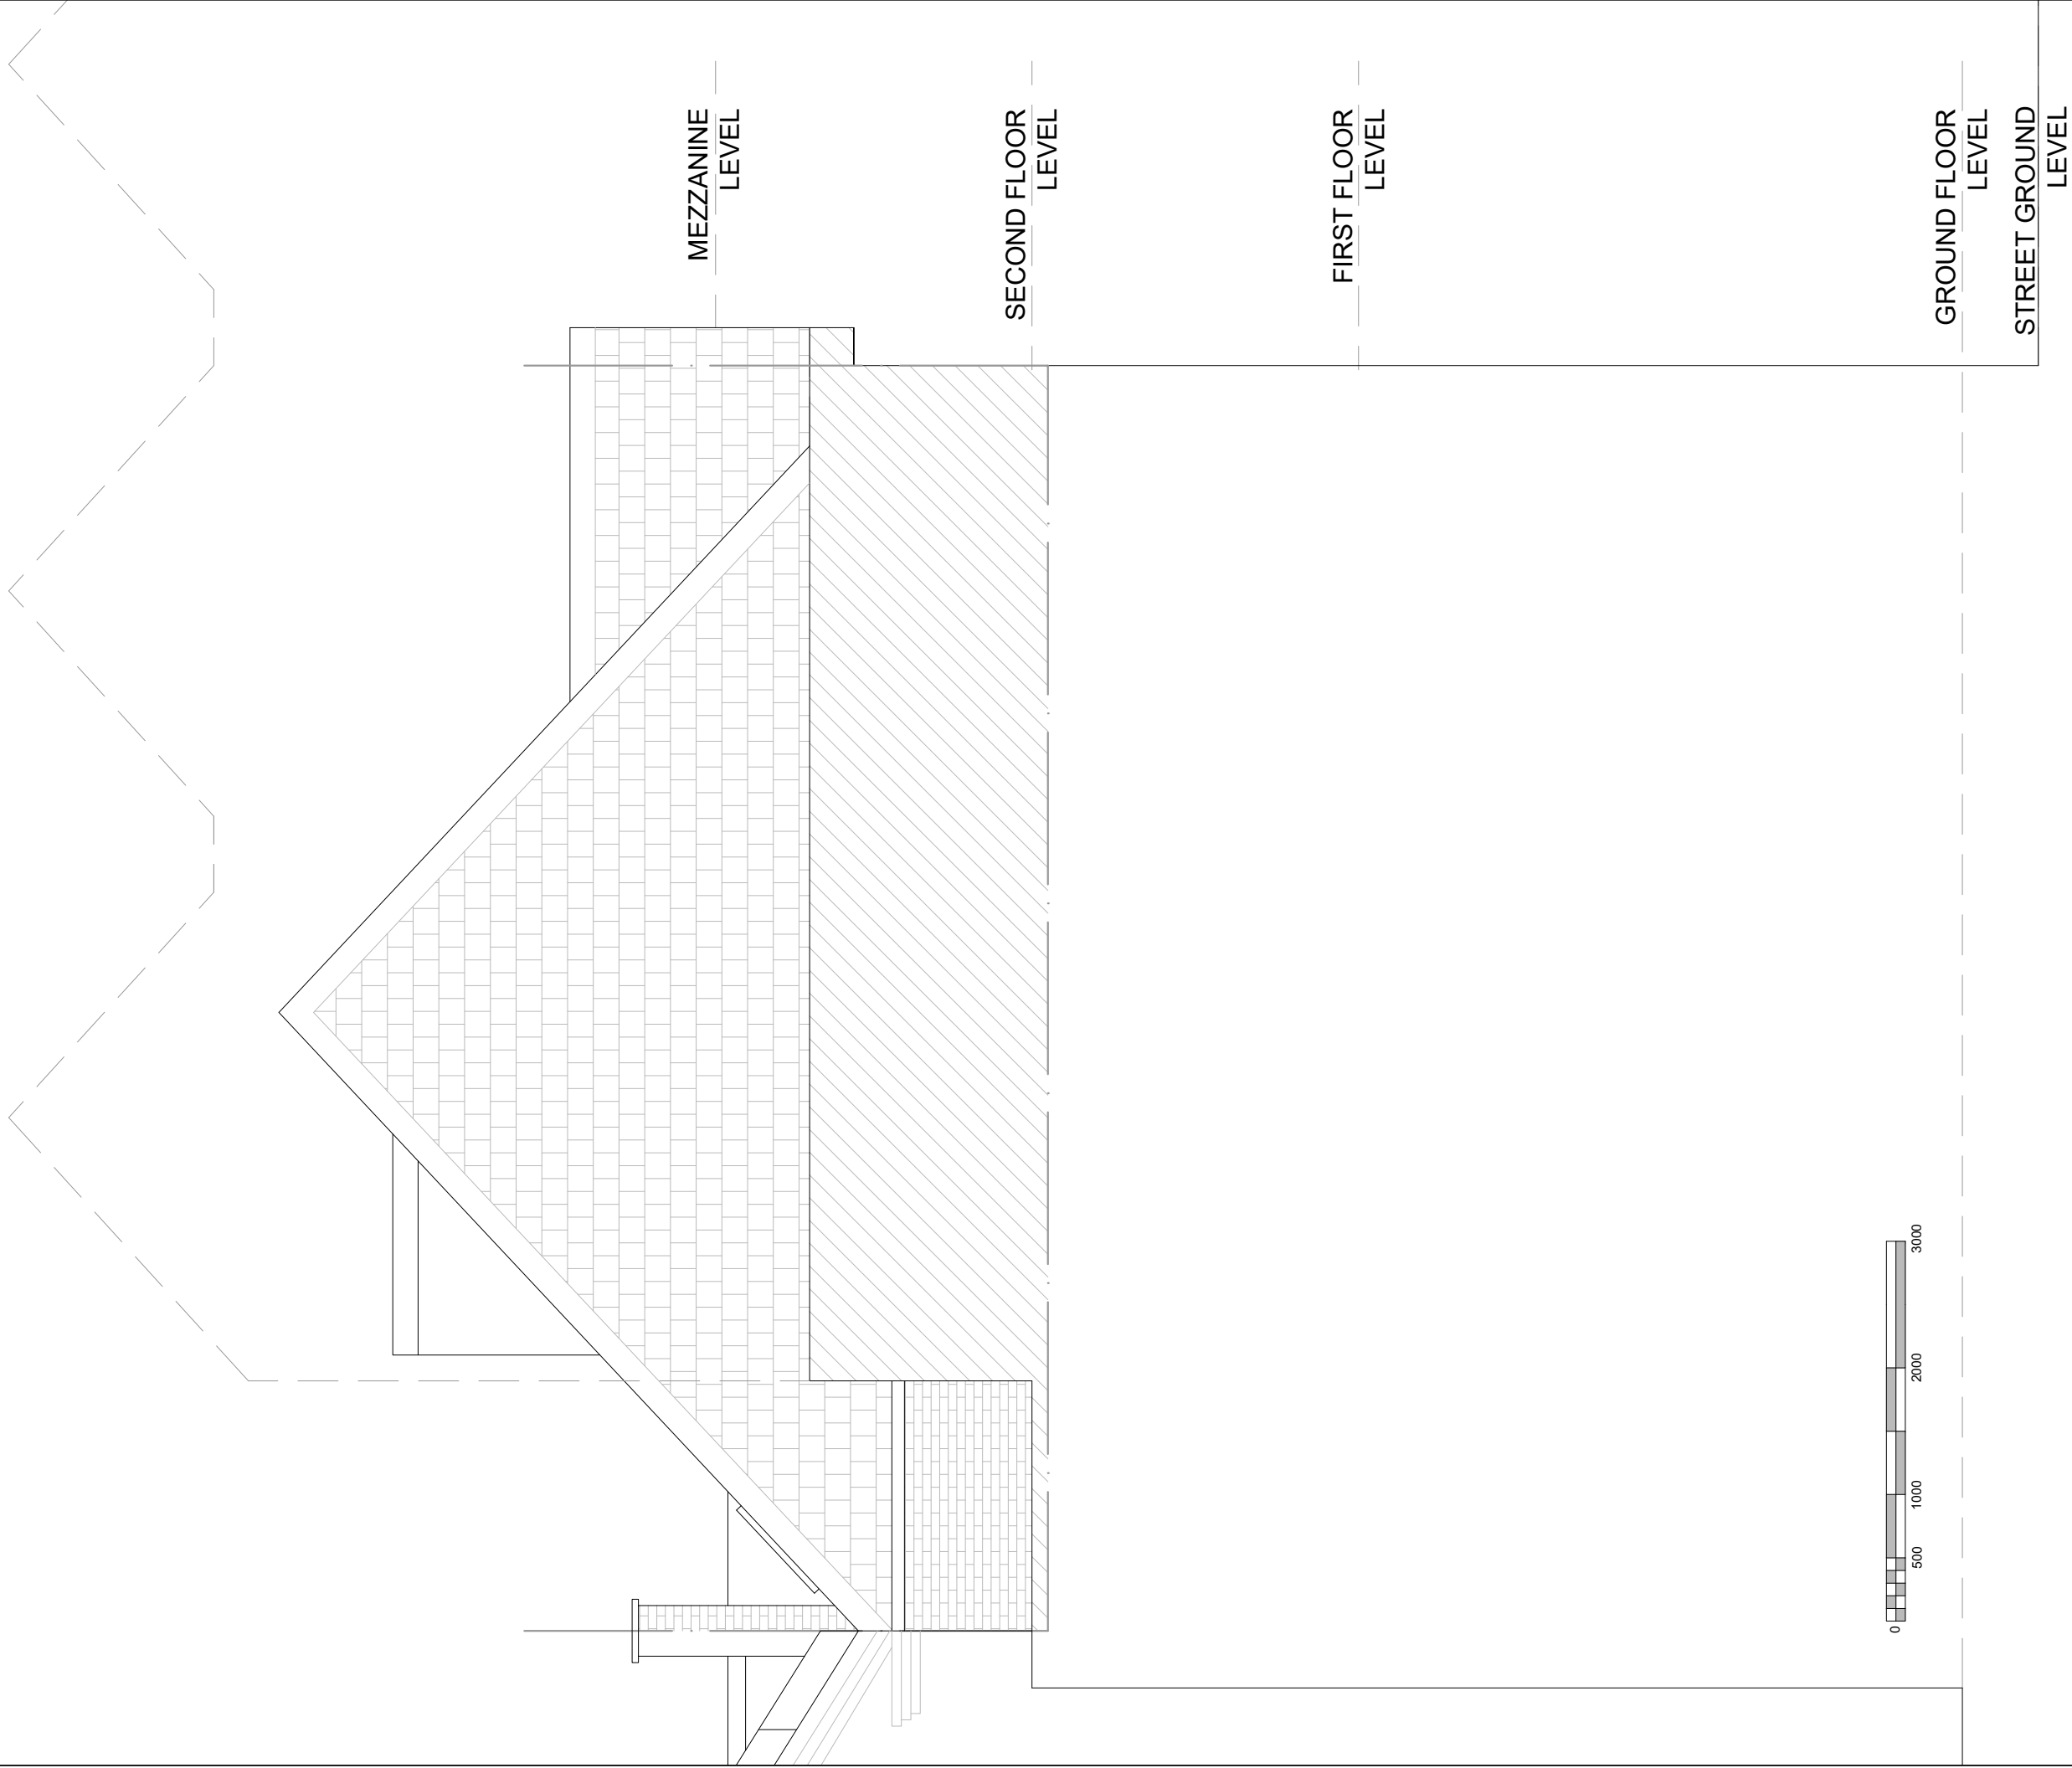 MEZZANINE
LEVEL
SECOND FLOOR
LEVEL
FIRST FLOOR
LEVEL
GROUND FLOOR
LEVEL
STREET GROUND
LEVEL
0
500
1000
2000
3000